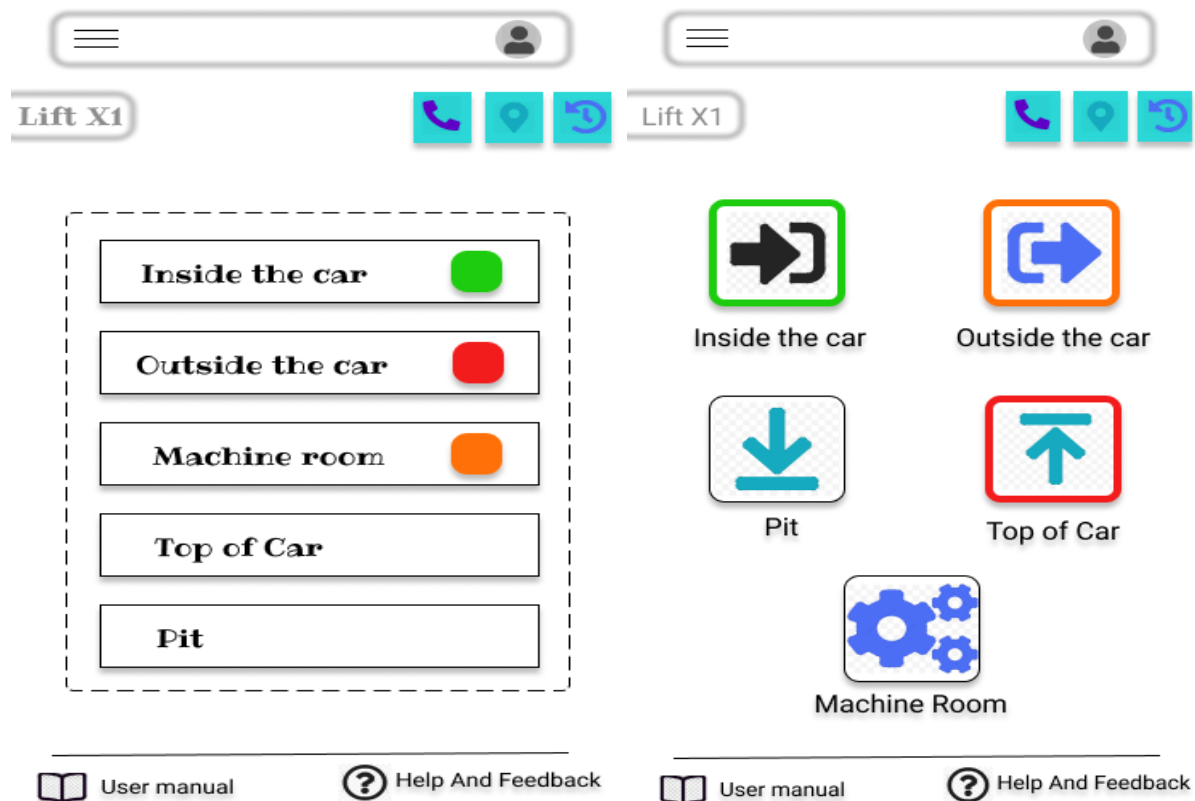 Lift X1
Inside the car
Outside the car
Machine room
Top of Car
Pit
User manual
Help And Feedback
Lift X1
Inside the car
Outside the car
Pit
Top of Car
Machine Room
User manual
Help And Feedback